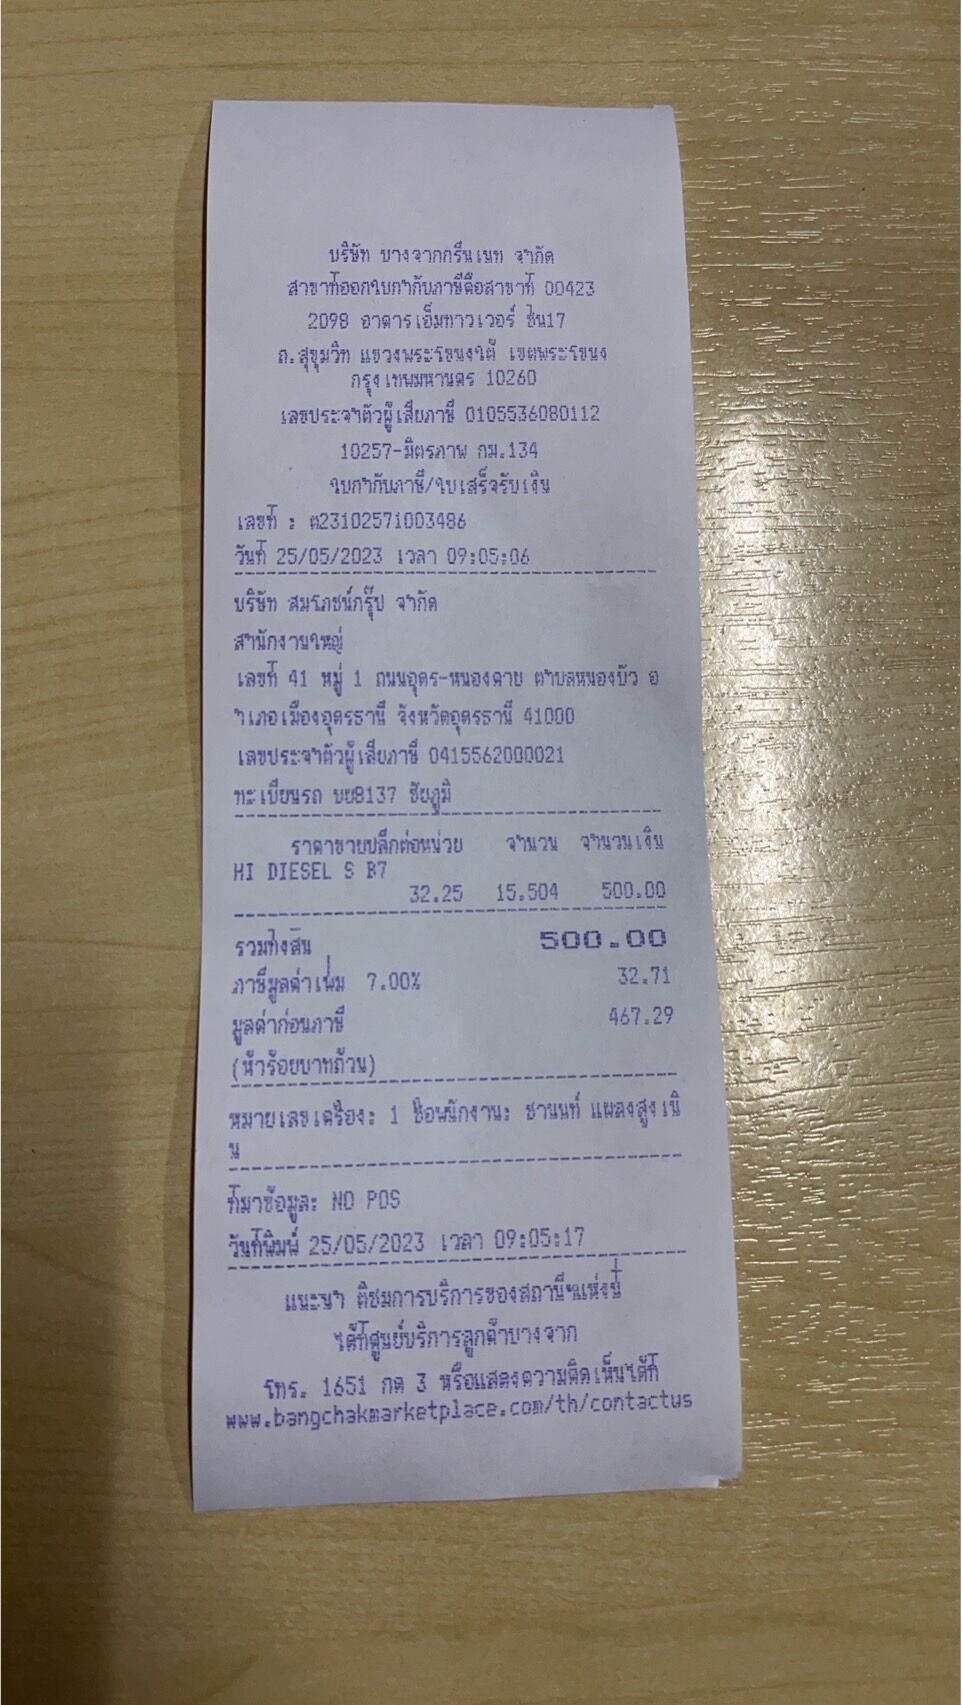 บริษัท บางจากกรีนเนท จำกัด
สาขาที่ออกใบกำกับภาษีคือสาขาที่ 00423
2098 อาคารเอ็มทาวเวอร์ ชั้น17
ถ.สุขุมวิท แขวงพระโขนงใต้ เขตพระโขนง
กรุงเทพมหานคร 10260
เลขประจำตัวผู้เสียภาษี 0105536080112
10257-มิตรภาพ กม.134
ใบกำกับภาษี/ใบเสร็จรับเงิน
เลขที่ : ต23102571003486
วันที่ 25/05/2023 เวลา 09:05:06
บริษัท สมโภชน์กรุ๊ป จำกัด
สำนักงานใหญ่
เลขที่ 41 หมู่ 1 ถนนอุดร-หนองคาย ตำบลหนองบัว อ
ำเภอเมืองอุดรธานี จังหวัดอุดรธานี 41000
เลขประจำตัวผู้เสียภาษี 0415562000021
ทะเบียนรถ บย8137 ชัยภูมิ
ราคาขายปลีกต่อหน่วย จำนวน จำนวนเงิน
HI DIESEL S B7
32.25 15.504 500.00
รวมทั้งสิ้น 500.00
ภาษีมูลค่าเพิ่ม 7.00% 32.71
มูลค่าก่อนภาษี 467.29
(ห้าร้อยบาทถ้วน)
หมายเลขเครื่อง: 1 ชื่อพนักงาน: ชานนท์ แผลงสูงเนิ
น
ที่มาข้อมูล: NO POS
วันที่พิมพ์ 25/05/2023 เวลา 09:05:17
แนะนำ ติชมการบริการของสถานีฯแห่งนี้
ได้ที่ศูนย์บริการลูกค้าบางจาก
โทร. 1651 กด 3 หรือแสดงความคิดเห็นได้ที่
www.bangchakmarketplace.com/th/contactus